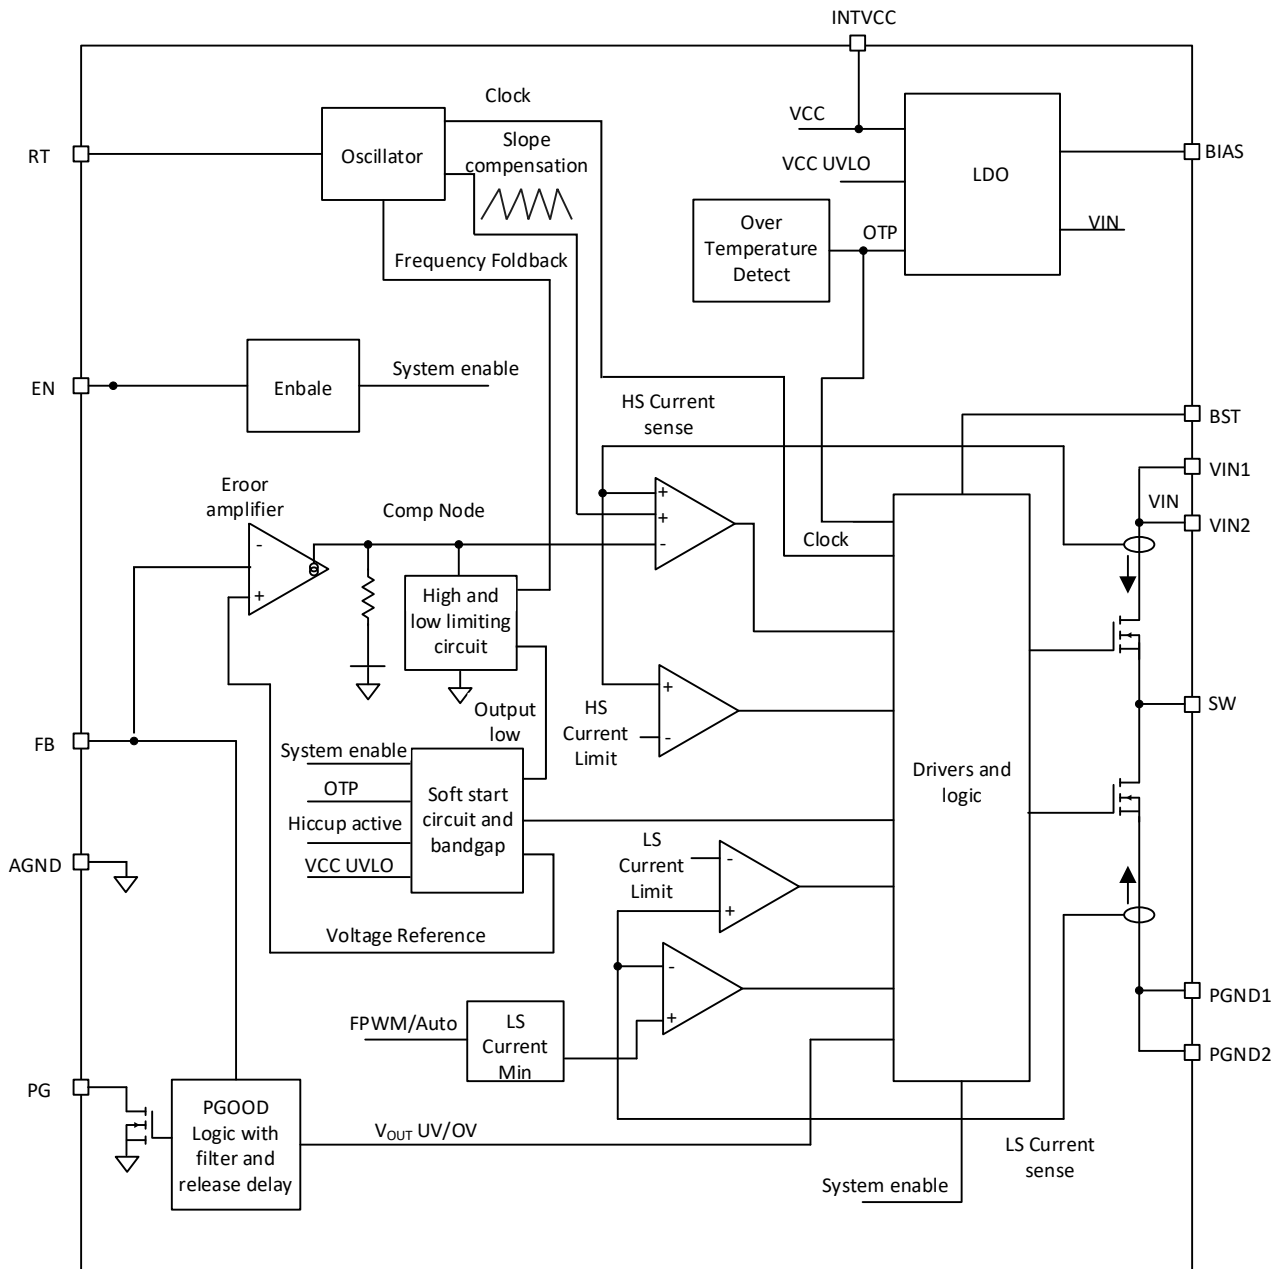 INTVCC
Clock
VCC
RT
Oscillator
Slope
compensation
VCC UVLO
LDO
BIAS
Over
Temperature
Detect
OTP
VIN
Frequency Foldback
EN
Enbale
System enable
HS Current
sense
BST
VIN1
Eroor
amplifier
Comp Node
VIN
VIN2
-
+
+
+
-
Clock
High and
low limiting
circuit
+
-
HS
Current
Limit
Output
low
SW
FB
System enable
OTP
Hiccup active
VCC UVLO
Soft start
circuit and
bandgap
Drivers and
logic
AGND
LS
Current
Limit
-
+
Voltage Reference
-
+
PGND1
FPWM/Auto
LS
Current
Min
PGND2
PG
PGOOD
Logic with
filter and
release delay
VOUT UV/OV
LS Current
sense
System enable